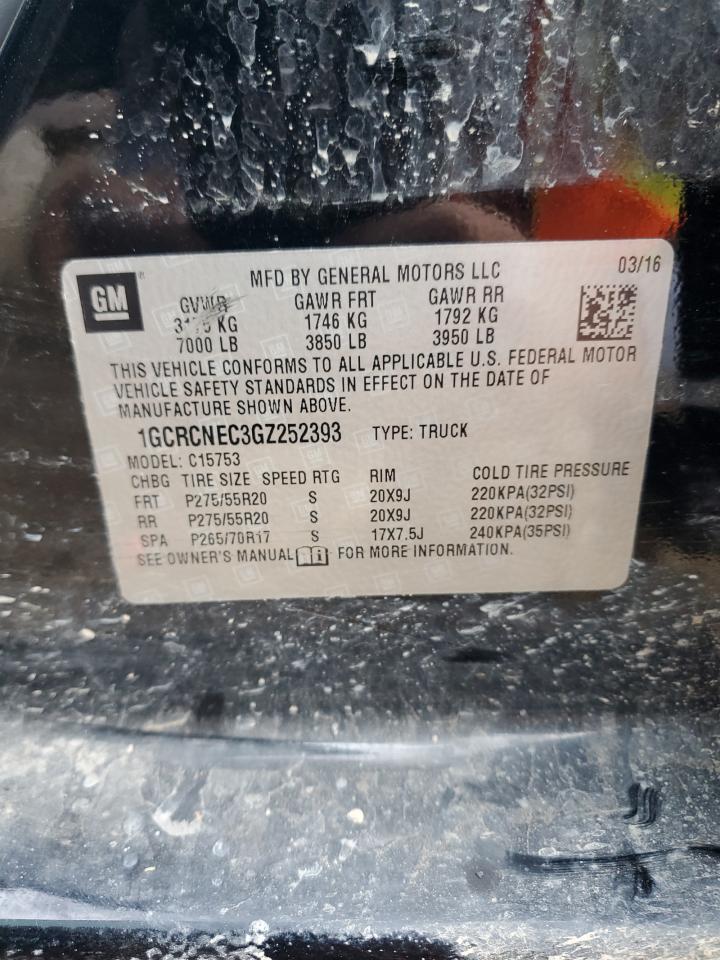 GM
MFD BY GENERAL MOTORS LLC 03/16
GVWR GAWR FRT GAWR RR
3175 KG 1746 KG 1792 KG
7000 LB 3850 LB 3950 LB
THIS VEHICLE CONFORMS TO ALL APPLICABLE U.S. FEDERAL MOTOR
VEHICLE SAFETY STANDARDS IN EFFECT ON THE DATE OF
MANUFACTURE SHOWN ABOVE.
1GCRCNEC3GZ252393 TYPE: TRUCK
MODEL: C15753
CHBG TIRE SIZE SPEED RTG RIM COLD TIRE PRESSURE
FRT P275/55R20 S 20X9J 220KPA(32PSI)
RR P275/55R20 S 20X9J 220KPA(32PSI)
SPA P265/70R17 S 17X7.5J 240KPA(35PSI)
SEE OWNER'S MANUAL FOR MORE INFORMATION.